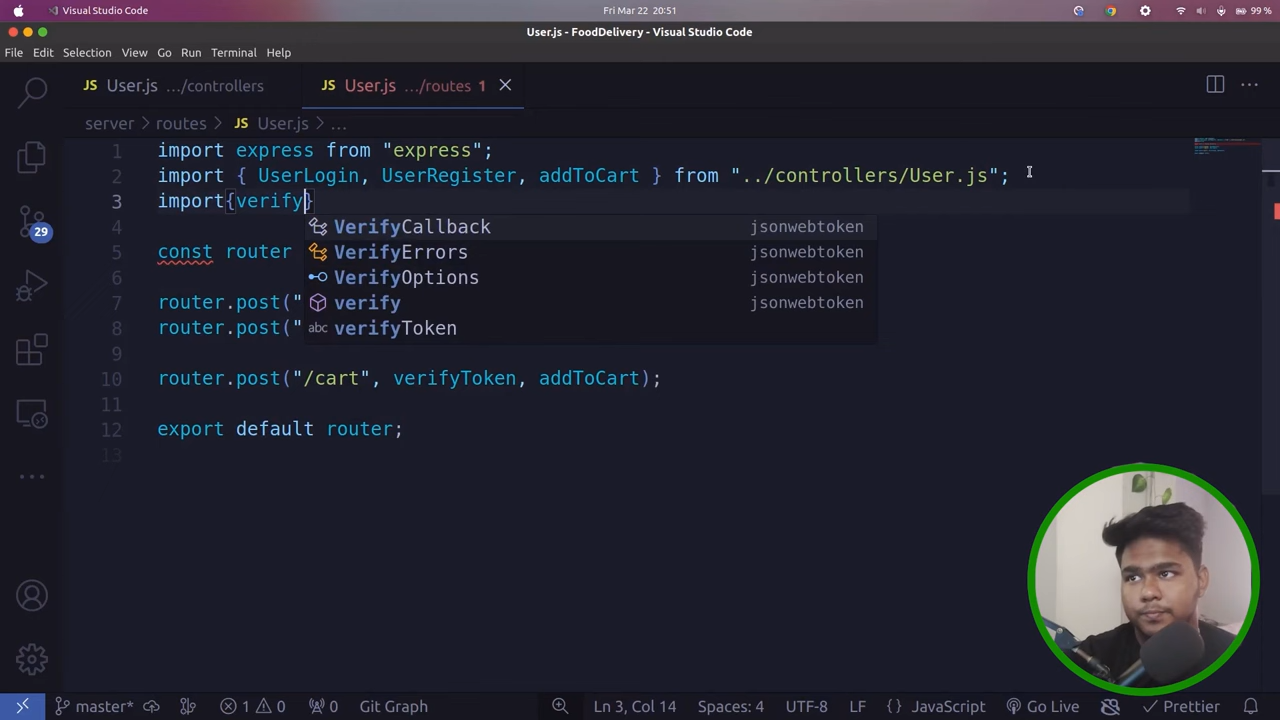 Visual Studio Code
Fri Mar 22 20:51
99 %
User.js - FoodDelivery - Visual Studio Code
File Edit Selection View Go Run Terminal Help
JS User.js .../controllers
JS User.js .../routes 1
server > routes > JS User.js > ...
1 import express from "express";
2 import { UserLogin, UserRegister, addToCart } from "../controllers/User.js";
3 import{verify}
VerifyCallback jsonwebtoken
4
VerifyErrors jsonwebtoken
5 const router
VerifyOptions jsonwebtoken
6
verify jsonwebtoken
7 router.post("
abc verifyToken
8 router.post("
9
10 router.post("/cart", verifyToken, addToCart);
11
12 export default router;
13
29
master* 1 0 0 Git Graph Ln 3, Col 14 Spaces: 4 UTF-8 LF {} JavaScript Go Live Prettier